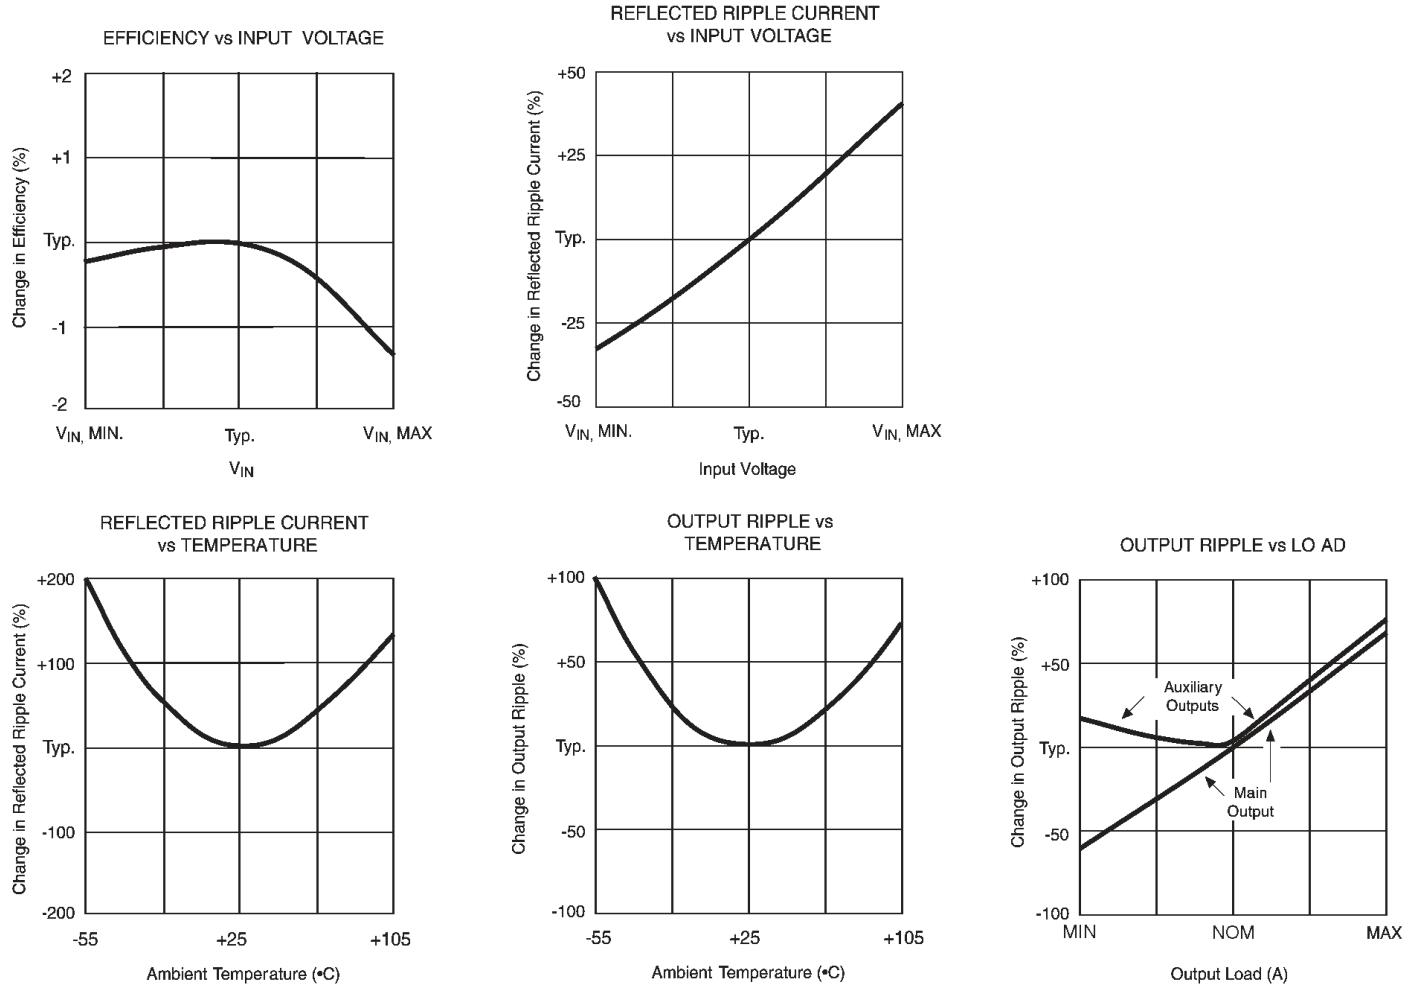 EFFICIENCY vs INPUT VOLTAGE
+2
+1
Typ.
-1
-2
Change in Efficiency (%)
VIN, MIN.
Typ.
VIN, MAX
VIN
REFLECTED RIPPLE CURRENT
vs INPUT VOLTAGE
+50
+25
Typ.
-25
-50
Change in Reflected Ripple Current (%)
VIN, MIN.
Typ.
VIN, MAX
Input Voltage
REFLECTED RIPPLE CURRENT
vs TEMPERATURE
+200
+100
Typ.
-100
-200
Change in Reflected Ripple Current (%)
-55
+25
+105
Ambient Temperature (•C)
OUTPUT RIPPLE vs
TEMPERATURE
+100
+50
Typ.
-50
-100
Change in Output Ripple (%)
-55
+25
+105
Ambient Temperature (•C)
OUTPUT RIPPLE vs LO AD
+100
+50
Typ.
-50
-100
Change in Output Ripple (%)
Auxiliary
Outputs
Main
Output
MIN
NOM
MAX
Output Load (A)